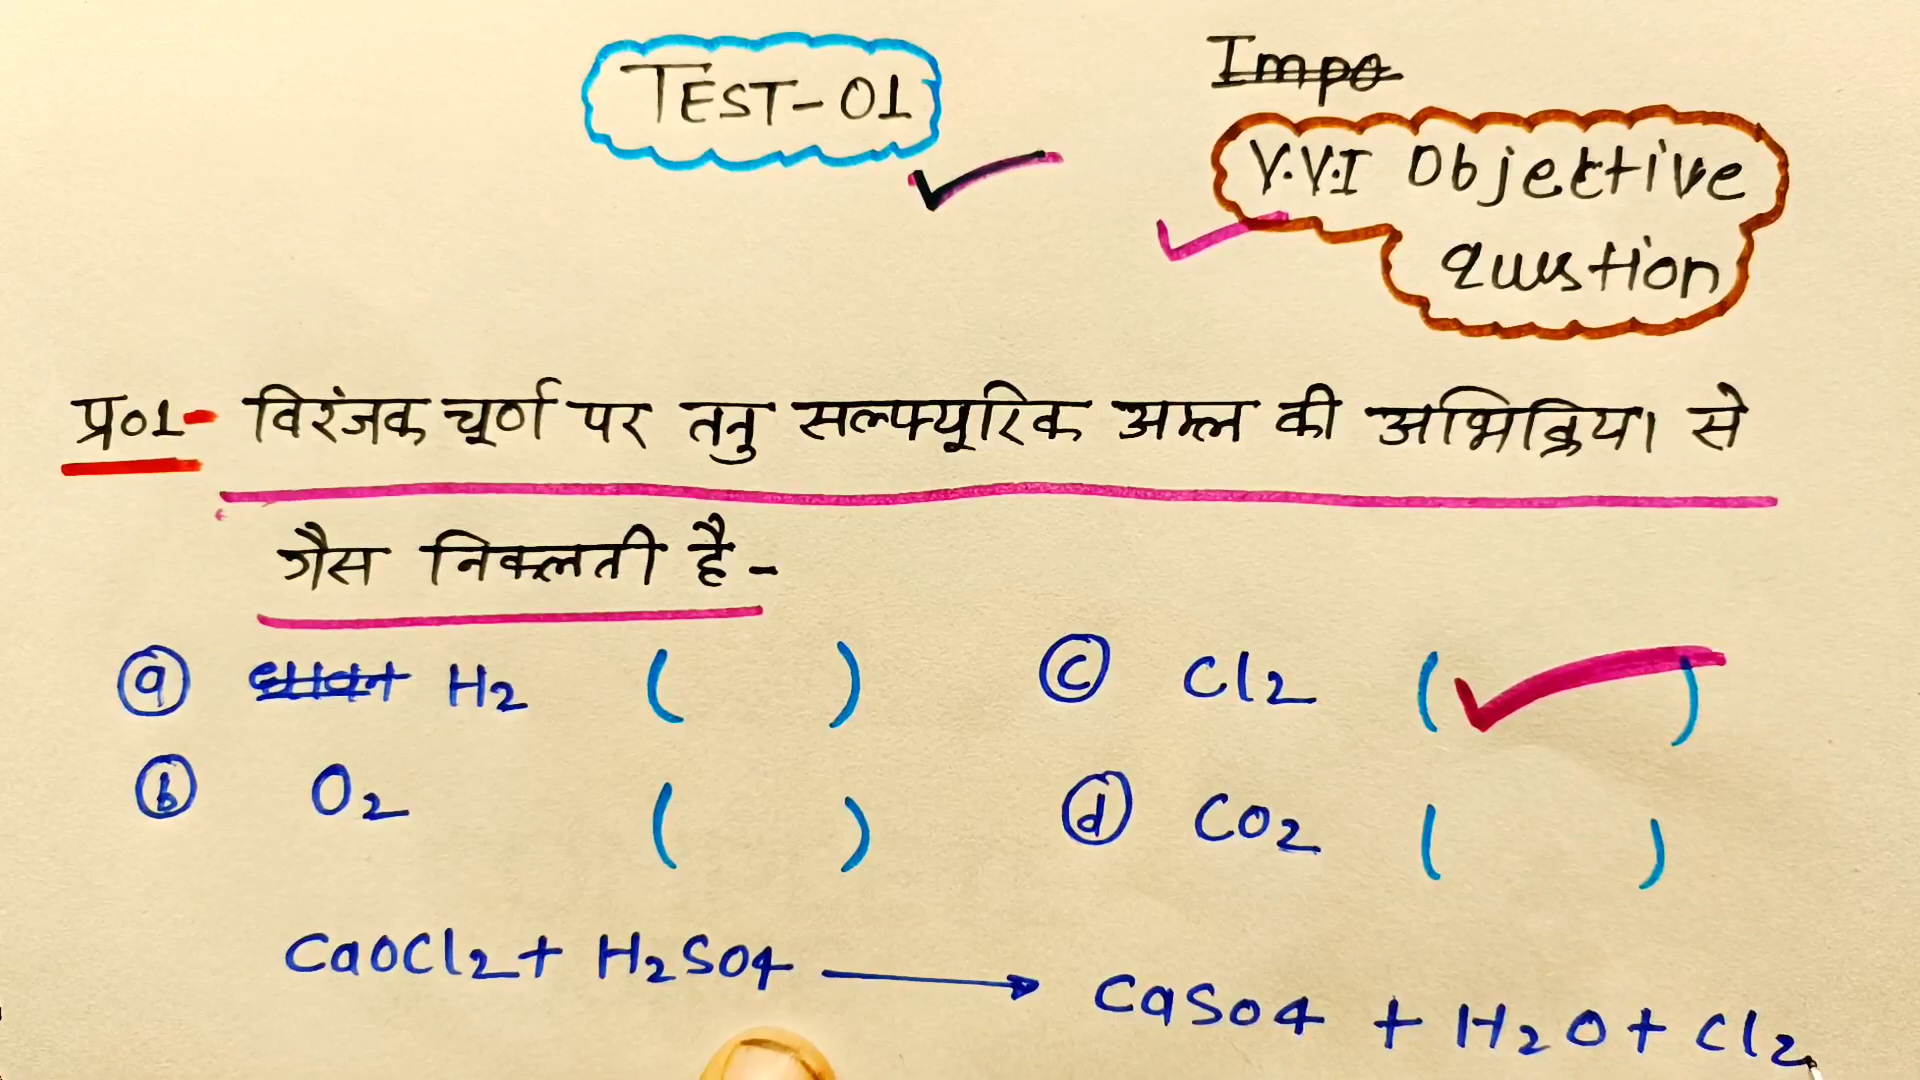 TEST-01
Impo
V.V.I Objective
question
प्र01- विरंजक चूर्ण पर तनु सल्फ्यूरिक अम्ल की अभिक्रिया से
गैस निकलती है-
(a) H2 ( )
(c) Cl2 (✓)
(b) O2 ( )
(d) CO2 ( )
CaOCl2 + H2SO4 ⟶ CaSO4 + H2O + Cl2